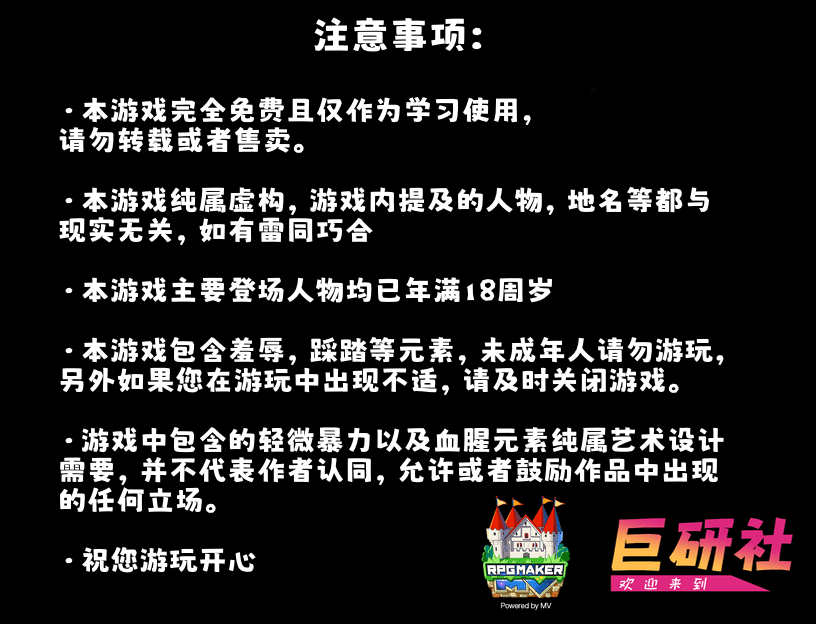 注意事项：
·本游戏完全免费且仅作为学习使用，
请勿转载或者售卖。
·本游戏纯属虚构，游戏内提及的人物，地名等都与
现实无关，如有雷同巧合
·本游戏主要登场人物均已年满18周岁
·本游戏包含羞辱，踩踏等元素，未成年人请勿游玩，
另外如果您在游玩中出现不适，请及时关闭游戏。
·游戏中包含的轻微暴力以及血腥元素纯属艺术设计
需要，并不代表作者认同，允许或者鼓励作品中出现
的任何立场。
·祝您游玩开心
RPGMAKER
MV
Powered by MV
巨研社
欢迎来到